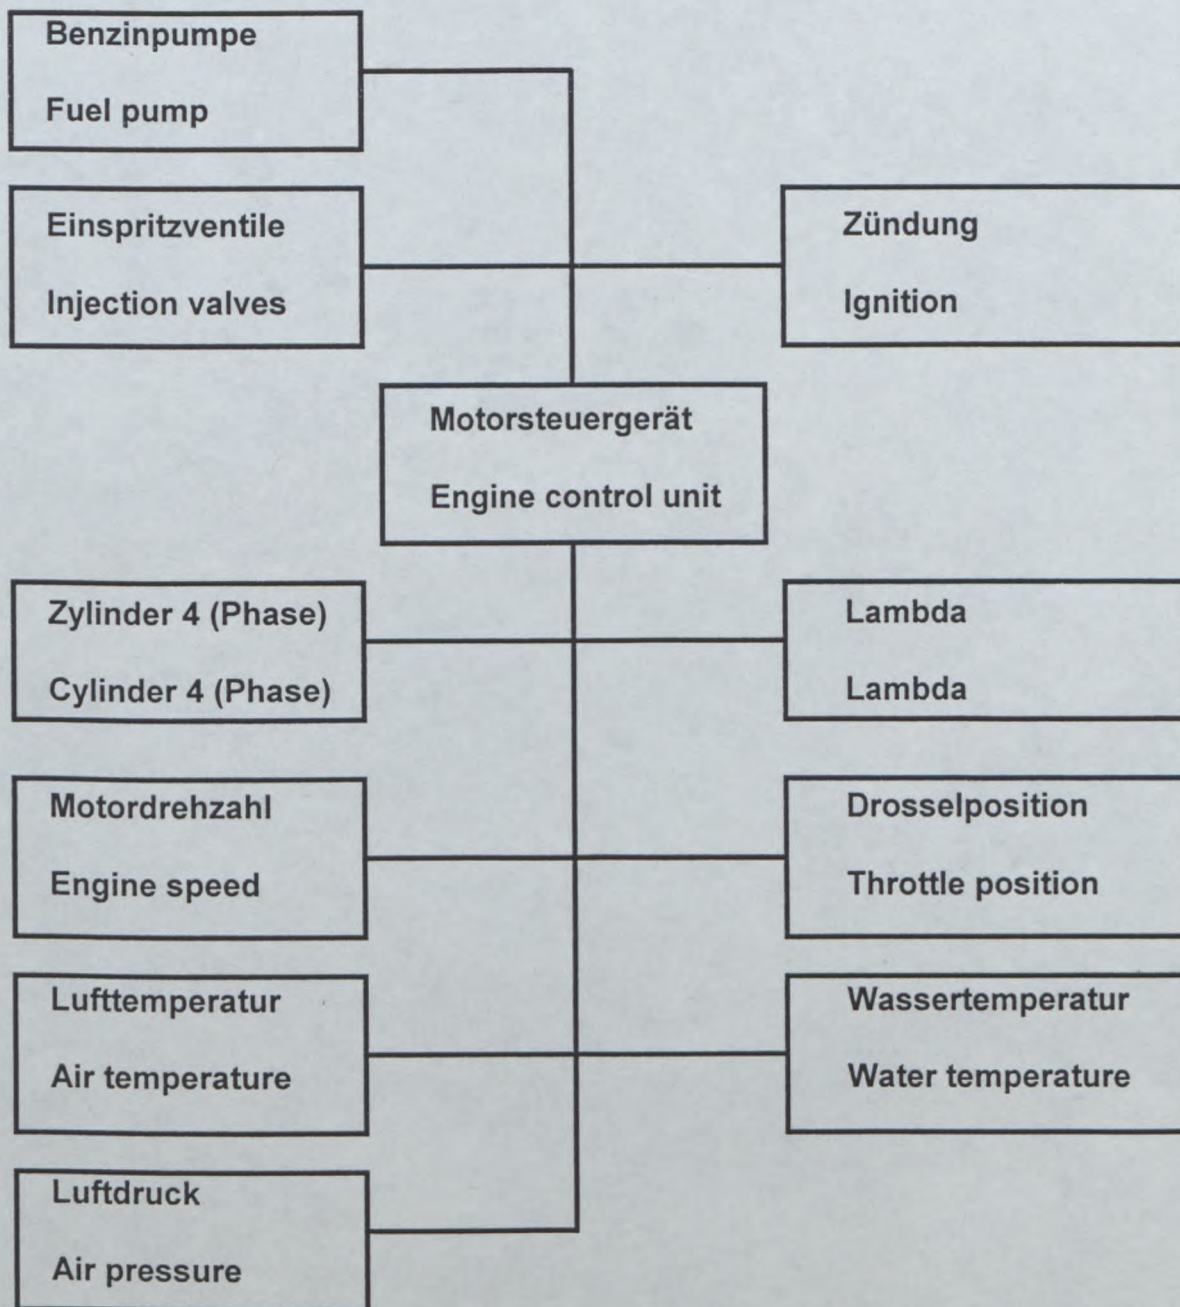 Benzinpumpe
Fuel pump
Einspritzventile
Injection valves
Zündung
Ignition
Motorsteuergerät
Engine control unit
Zylinder 4 (Phase)
Cylinder 4 (Phase)
Lambda
Lambda
Motordrehzahl
Engine speed
Drosselposition
Throttle position
Lufttemperatur
Air temperature
Wassertemperatur
Water temperature
Luftdruck
Air pressure